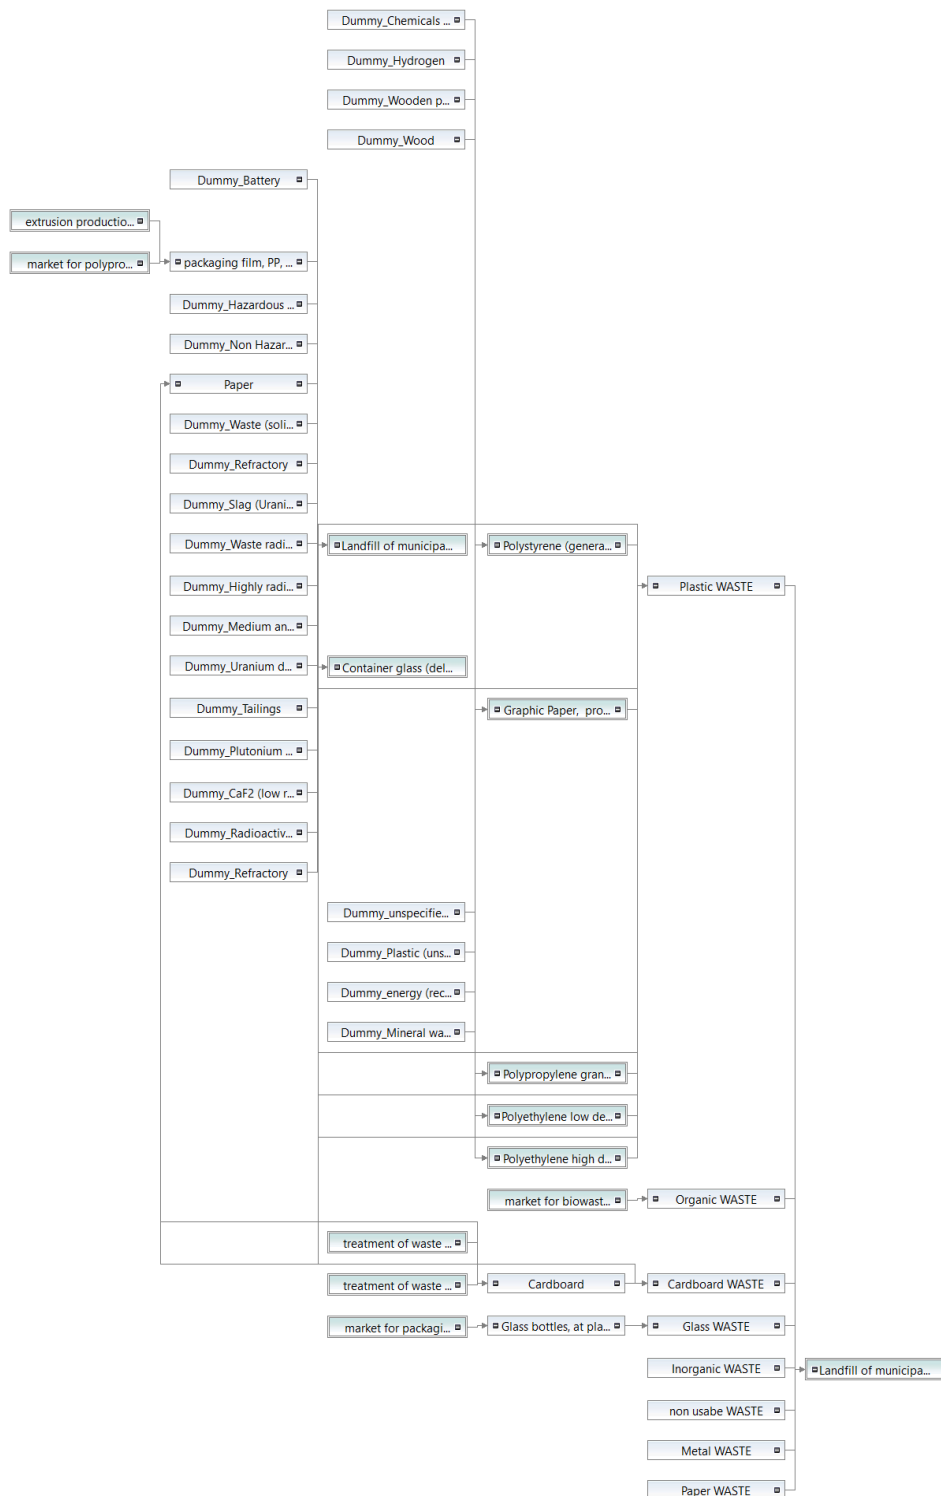 Dummy_Chemicals ...
Dummy_Hydrogen
Dummy_Wooden p...
Dummy_Wood
Dummy_Battery
extrusion productio...
market for polypro...
packaging film, PP, ...
Dummy_Hazardous ...
Dummy_Non Hazar...
Paper
Dummy_Waste (soli...
Dummy_Refractory
Dummy_Slag (Urani...
Dummy_Waste radi...
Landfill of municipa...
Polystyrene (genera...
Dummy_Highly radi...
Plastic WASTE
Dummy_Medium an...
Dummy_Uranium d...
Container glass (del...
Dummy_Tailings
Graphic Paper,  pro...
Dummy_Plutonium ...
Dummy_CaF2 (low r...
Dummy_Radioactiv...
Dummy_Refractory
Dummy_unspecifie...
Dummy_Plastic (uns...
Dummy_energy (rec...
Dummy_Mineral wa...
Polypropylene gran...
Polyethylene low de...
Polyethylene high d...
market for biowast...
Organic WASTE
treatment of waste ...
treatment of waste ...
Cardboard
Cardboard WASTE
market for packagi...
Glass bottles, at pla...
Glass WASTE
Inorganic WASTE
Landfill of municipa...
non usabe WASTE
Metal WASTE
Paper WASTE